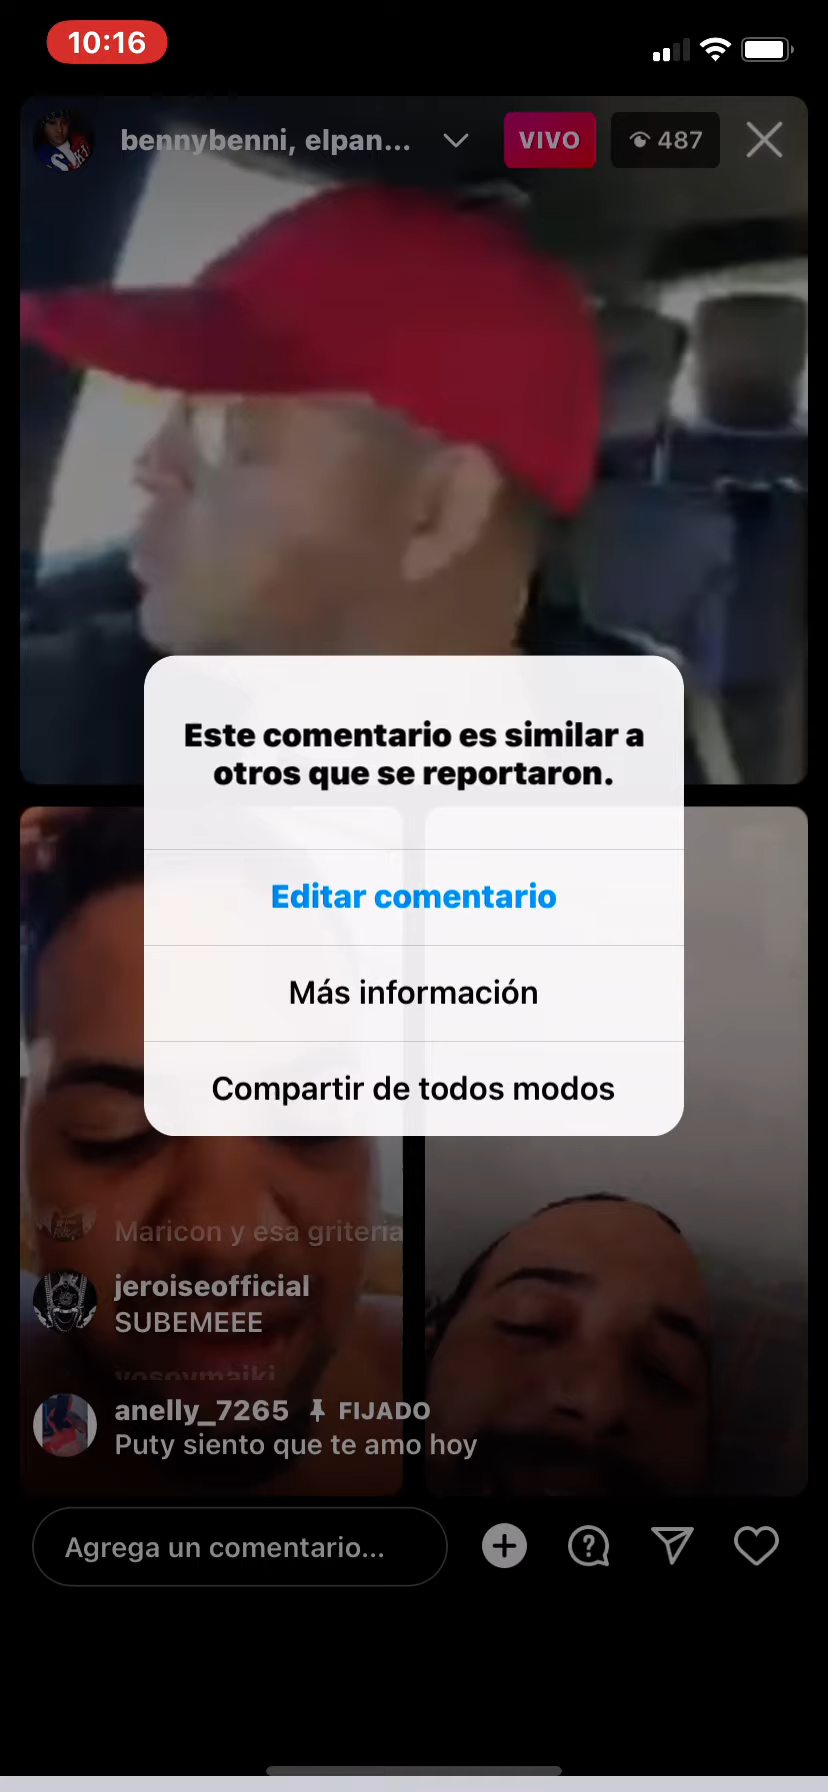 10:16
bennybenni, elpan...
VIVO
487
Este comentario es similar a
otros que se reportaron.
Editar comentario
Más información
Compartir de todos modos
Maricon y esa griteria
jeroiseofficial
SUBEMEEE
yosoymaiki
anelly_7265 FIJADO
Puty siento que te amo hoy
Agrega un comentario...